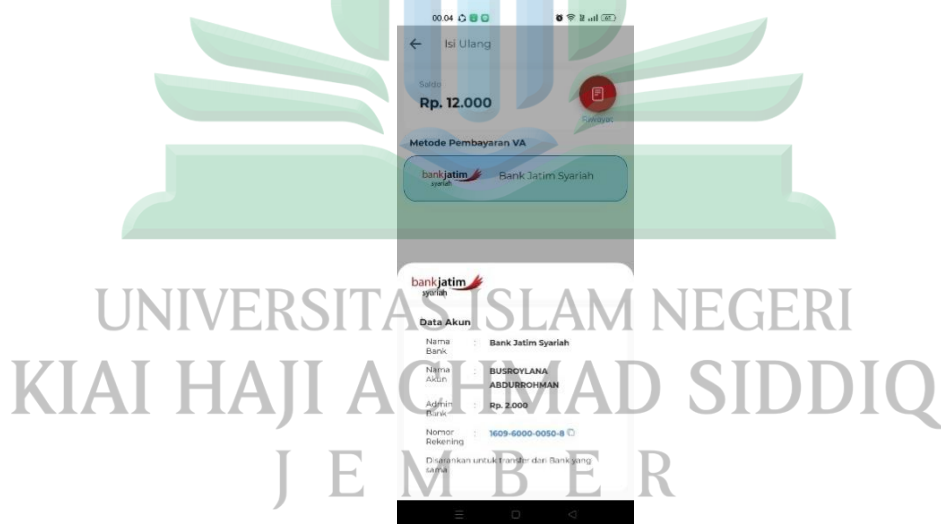 00.04
Isi Ulang
Saldo
Rp. 12.000
Riwayat
Metode Pembayaran VA
bankjatim
syariah
Bank Jatim Syariah
bankjatim
syariah
Data Akun
Nama Bank : Bank Jatim Syariah
Nama Akun : BUSROYLANA
ABDURROHMAN
Admin Bank : Rp. 2.000
Nomor Rekening : 1609-6000-0050-8
Disarankan untuk transfer dari Bank yang
sama
UNIVERSITAS ISLAM NEGERI
KIAI HAJI ACHMAD SIDDIQ
JEMBER